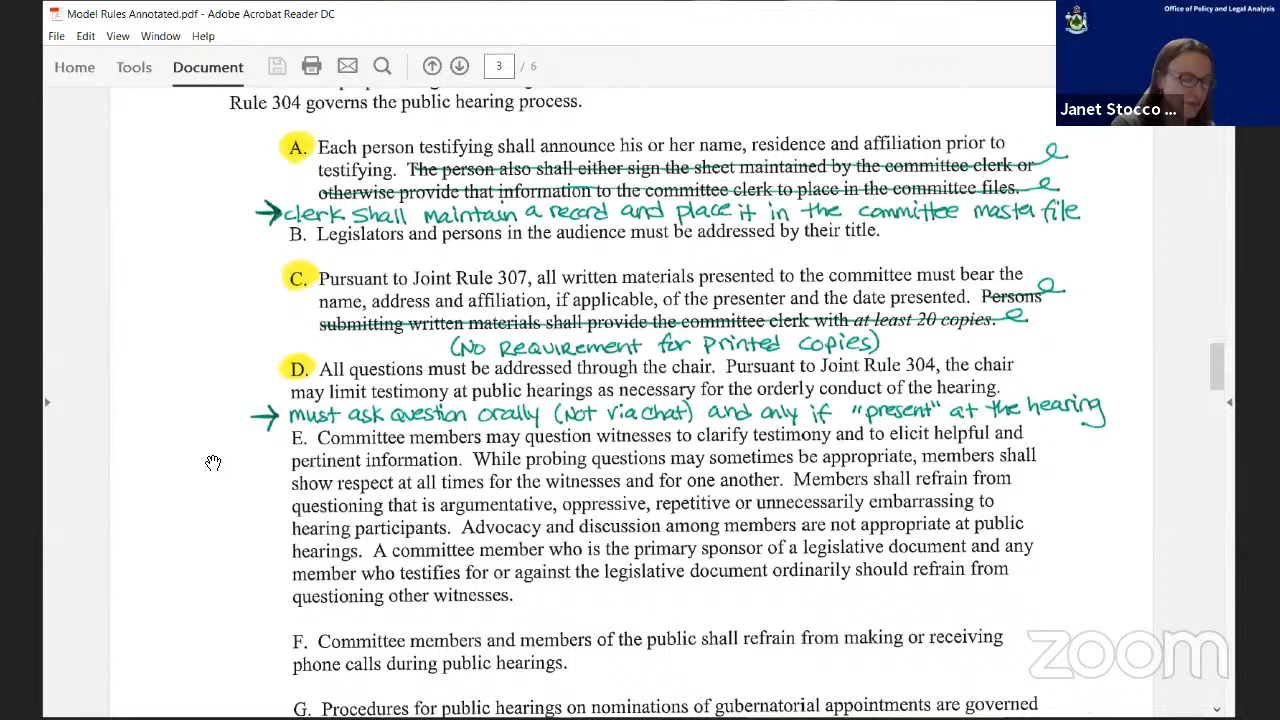 Model Rules Annotated.pdf - Adobe Acrobat Reader DC
File Edit View Window Help
Home Tools Document 3 / 6
Office of Policy and Legal Analysis
Janet Stocco ...
Rule 304 governs the public hearing process.
A. Each person testifying shall announce his or her name, residence and affiliation prior to
testifying. The person also shall either sign the sheet maintained by the committee clerk or
otherwise provide that information to the committee clerk to place in the committee files.
clerk shall maintain a record and place it in the committee master file
B. Legislators and persons in the audience must be addressed by their title.
C. Pursuant to Joint Rule 307, all written materials presented to the committee must bear the
name, address and affiliation, if applicable, of the presenter and the date presented. Persons
submitting written materials shall provide the committee clerk with at least 20 copies.
(No Requirement for printed copies)
D. All questions must be addressed through the chair. Pursuant to Joint Rule 304, the chair
may limit testimony at public hearings as necessary for the orderly conduct of the hearing.
must ask question orally (Not via chat) and only if "present" at the hearing
E. Committee members may question witnesses to clarify testimony and to elicit helpful and
pertinent information. While probing questions may sometimes be appropriate, members shall
show respect at all times for the witnesses and for one another. Members shall refrain from
questioning that is argumentative, oppressive, repetitive or unnecessarily embarrassing to
hearing participants. Advocacy and discussion among members are not appropriate at public
hearings. A committee member who is the primary sponsor of a legislative document and any
member who testifies for or against the legislative document ordinarily should refrain from
questioning other witnesses.
F. Committee members and members of the public shall refrain from making or receiving
phone calls during public hearings.
G. Procedures for public hearings on nominations of gubernatorial appointments are governed
zoom